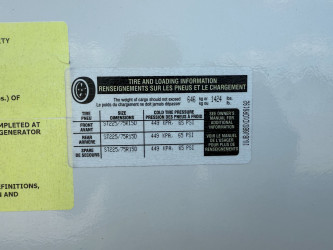 ETY
s.) OF
OMPLETED AT
GENERATOR
EFINITIONS,
N AND
TIRE AND LOADING INFORMATION
RENSEIGNEMENTS SUR LES PNEUS ET LE CHARGEMENT
The weight of cargo should not exceed 646 kg or 1424 lbs.
Le poids du chargement ne doit jamais dépasser kg ou lb.
TIRE PNEU
SIZE DIMENSIONS
COLD TIRE PRESSURE PRESSION DES PNEUS À FROID
FRONT AVANT
ST225/75R15D
449 KPA, 65 PSI
REAR ARRIÈRE
ST225/75R15D
449 KPA, 65 PSI
SPARE DE SECOURS
ST225/75R15D
449 KPA, 65 PSI
SEE OWNER'S
MANUAL FOR
ADDITIONAL
INFORMATION
VOIR LE MANUEL
DE L'USAGER
POUR PLUS DE
RENSEIGNEMENTS